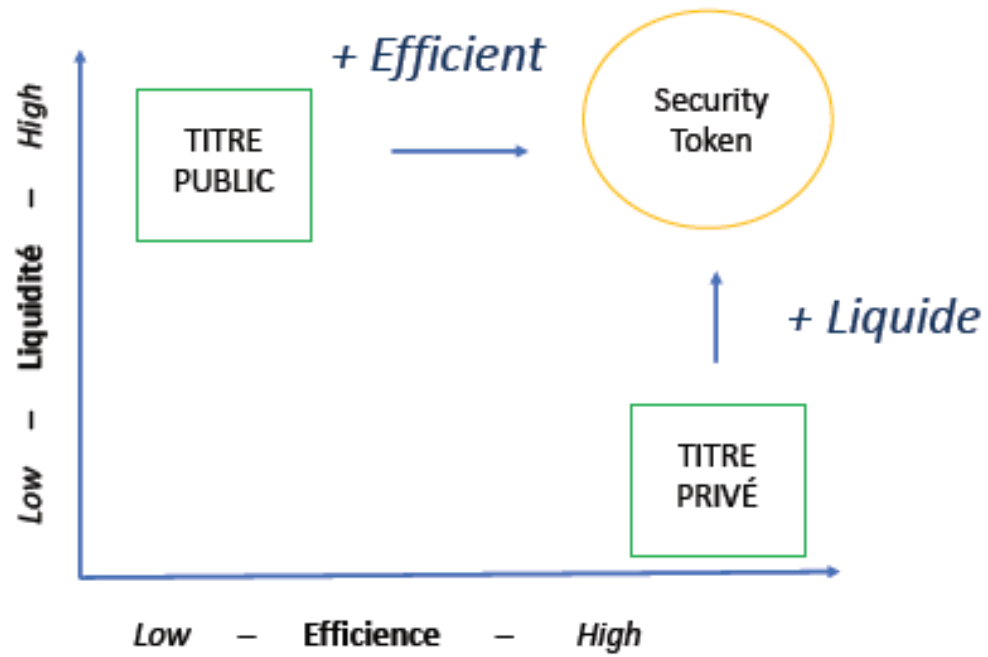 + Efficient
Security
Token
TITRE
PUBLIC
High
–
Liquidité
–
Low
+ Liquide
TITRE
PRIVÉ
Low – Efficience – High